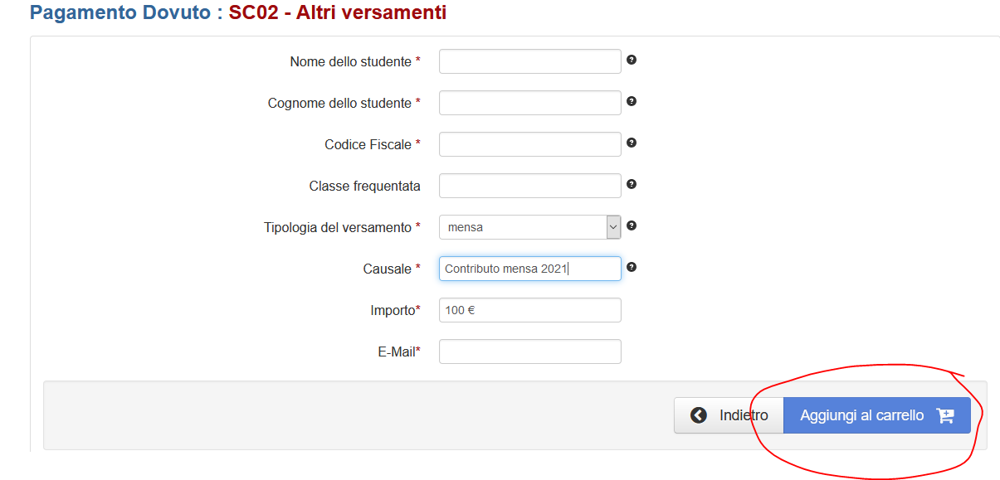 Pagamento Dovuto : SC02 - Altri versamenti
Nome dello studente *
Cognome dello studente *
Codice Fiscale *
Classe frequentata
Tipologia del versamento * mensa
Causale * Contributo mensa 2021
Importo* 100 €
E-Mail*
Indietro Aggiungi al carrello